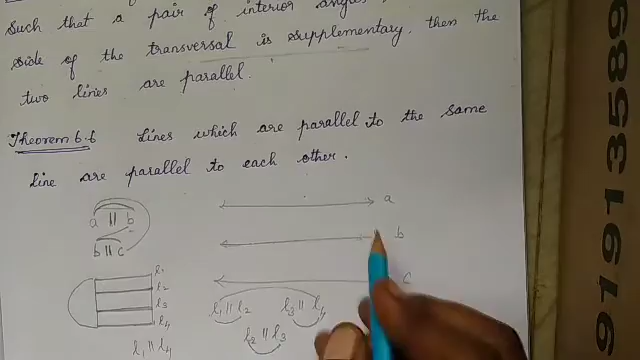 such that a pair of interior angles
side of the transversal is supplementary, then the
two lines are parallel.
Theorem 6.6 Lines which are parallel to the same
line are parallel to each other.
a || b
b || c
a
b
c
l1
l2
l3
l4
l1 || l2
l3 || l4
l2 || l3
l1 || l4
9193589